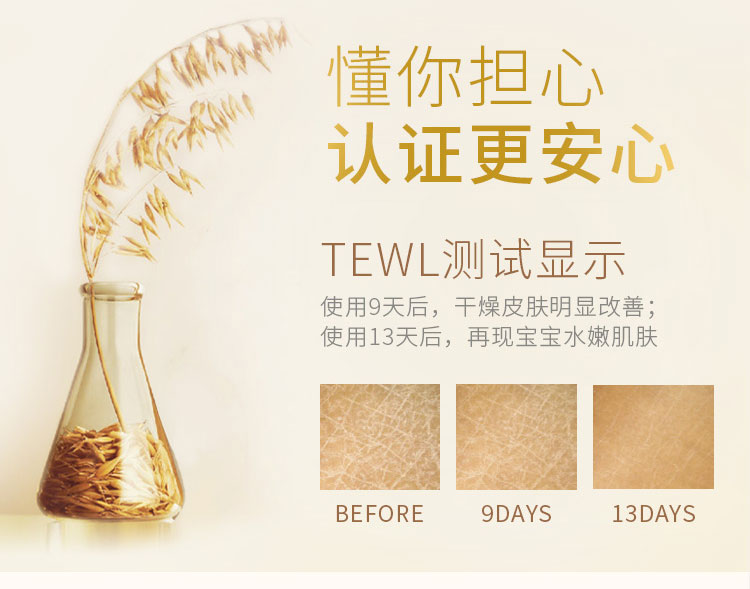 懂你担心
认证更安心
TEWL测试显示
使用9天后，干燥皮肤明显改善；
使用13天后，再现宝宝水嫩肌肤
BEFORE
9DAYS
13DAYS